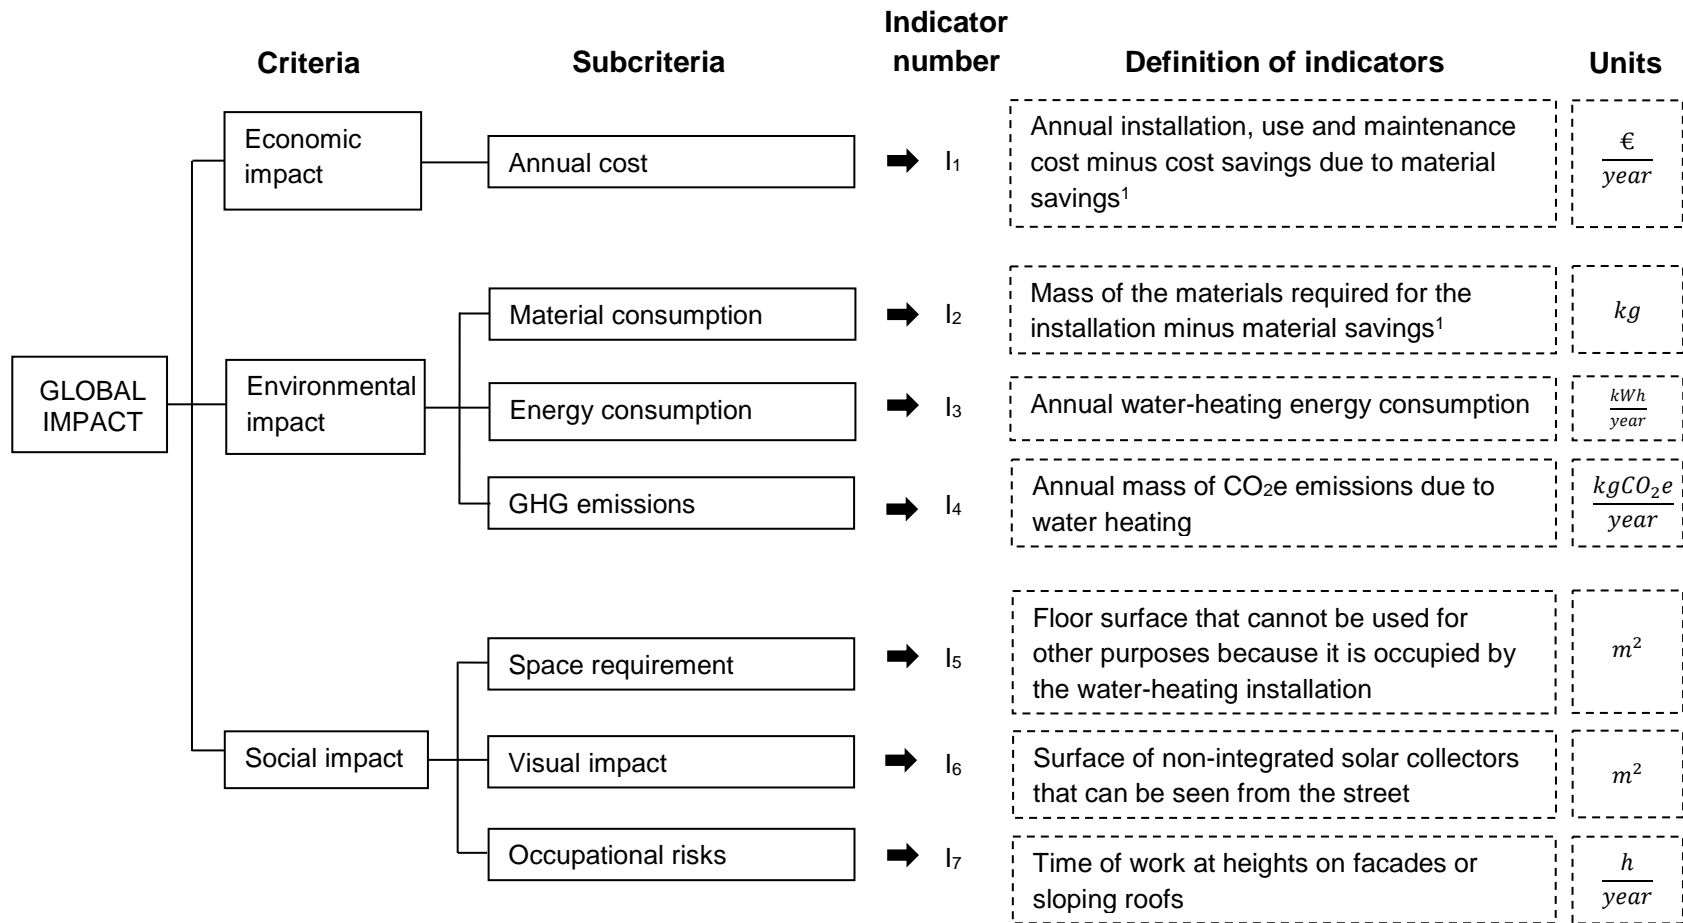 Indicator
number
Criteria
Subcriteria
Definition of indicators
Units
Economic
impact
Annual cost
I₁
Annual installation, use and maintenance
cost minus cost savings due to material
savings¹
€
year
Material consumption
I₂
Mass of the materials required for the
installation minus material savings¹
kg
GLOBAL
IMPACT
Environmental
impact
Energy consumption
I₃
Annual water-heating energy consumption
kWh
year
GHG emissions
I₄
Annual mass of CO₂e emissions due to
water heating
kgCO₂e
year
Space requirement
I₅
Floor surface that cannot be used for
other purposes because it is occupied by
the water-heating installation
m²
Social impact
Visual impact
I₆
Surface of non-integrated solar collectors
that can be seen from the street
m²
Occupational risks
I₇
Time of work at heights on facades or
sloping roofs
h
year